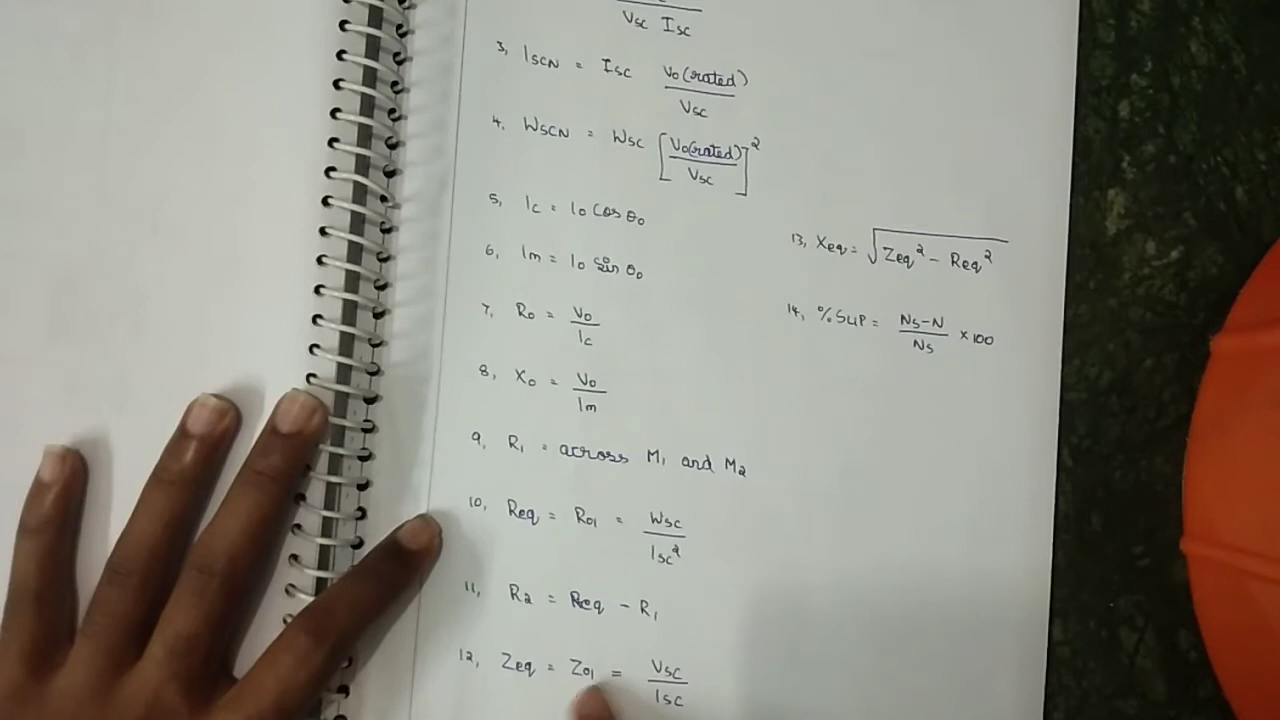 Vsc Isc
3, Iscn = Isc Vo(rated) / Vsc
4, Wscn = Wsc [Vo(rated) / Vsc]²
5, Ic = Io cos θo
6, Im = Io sin θo
7, Ro = Vo / Ic
8, Xo = Vo / Im
9, R1 = across M1 and M2
10, Req = R01 = Wsc / Isc²
11, R2 = Req - R1
12, Zeq = Z01 = Vsc / Isc
13, Xeq = √(Zeq² - Req²)
14, % SLIP = (Ns-N) / Ns × 100